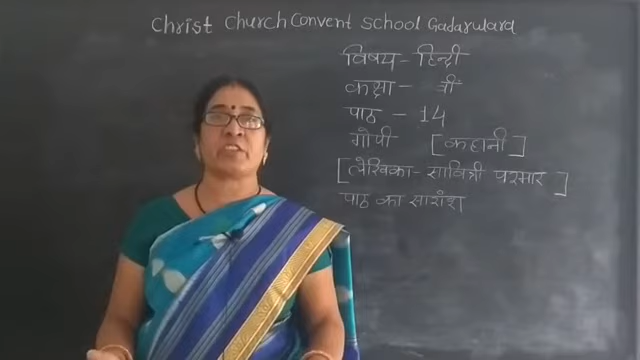 Christ Church Convent School Gadarwara
विषय - हिन्दी
कक्षा - त्री
पाठ - 14
गोपी [कहानी]
[लेखिका - सावित्री परमार]
पाठ का सारांश